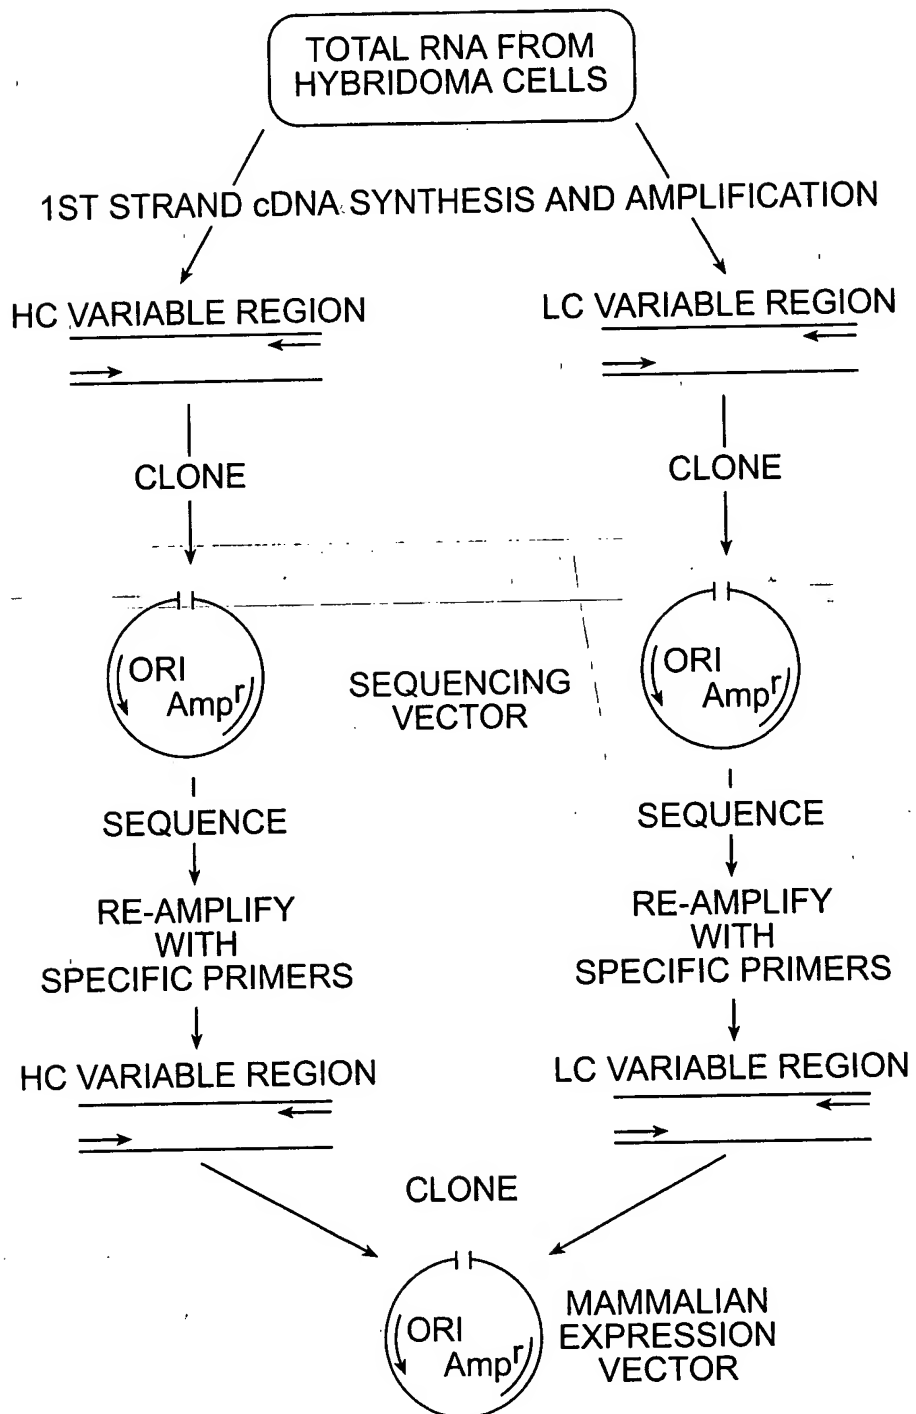 TOTAL RNA FROM
HYBRIDOMA CELLS
1ST STRAND cDNA SYNTHESIS AND AMPLIFICATION
HC VARIABLE REGION
LC VARIABLE REGION
CLONE
CLONE
ORI
Ampr
SEQUENCING
VECTOR
ORI
Ampr
SEQUENCE
SEQUENCE
RE-AMPLIFY
WITH
SPECIFIC PRIMERS
RE-AMPLIFY
WITH
SPECIFIC PRIMERS
HC VARIABLE REGION
LC VARIABLE REGION
CLONE
ORI
Ampr
MAMMALIAN
EXPRESSION
VECTOR